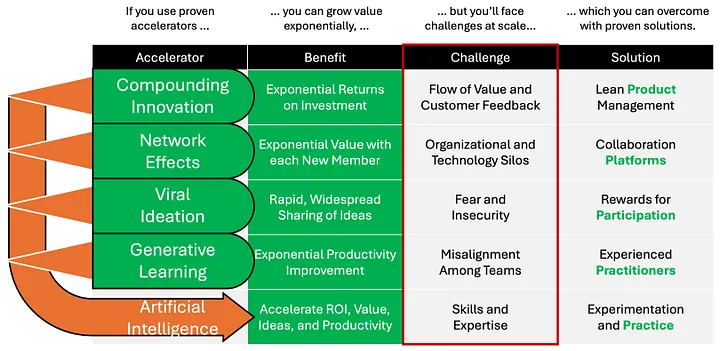 If you use proven
accelerators ...
... you can grow value
exponentially, ...
... but you'll face
challenges at scale...
... which you can overcome
with proven solutions.
Accelerator
Benefit
Challenge
Solution
Compounding
Innovation
Exponential Returns
on Investment
Flow of Value and
Customer Feedback
Lean Product
Management
Network
Effects
Exponential Value with
each New Member
Organizational and
Technology Silos
Collaboration
Platforms
Viral
Ideation
Rapid, Widespread
Sharing of Ideas
Fear and
Insecurity
Rewards for
Participation
Generative
Learning
Exponential Productivity
Improvement
Misalignment
Among Teams
Experienced
Practitioners
Artificial
Intelligence
Accelerate ROI, Value,
Ideas, and Productivity
Skills and
Expertise
Experimentation
and Practice